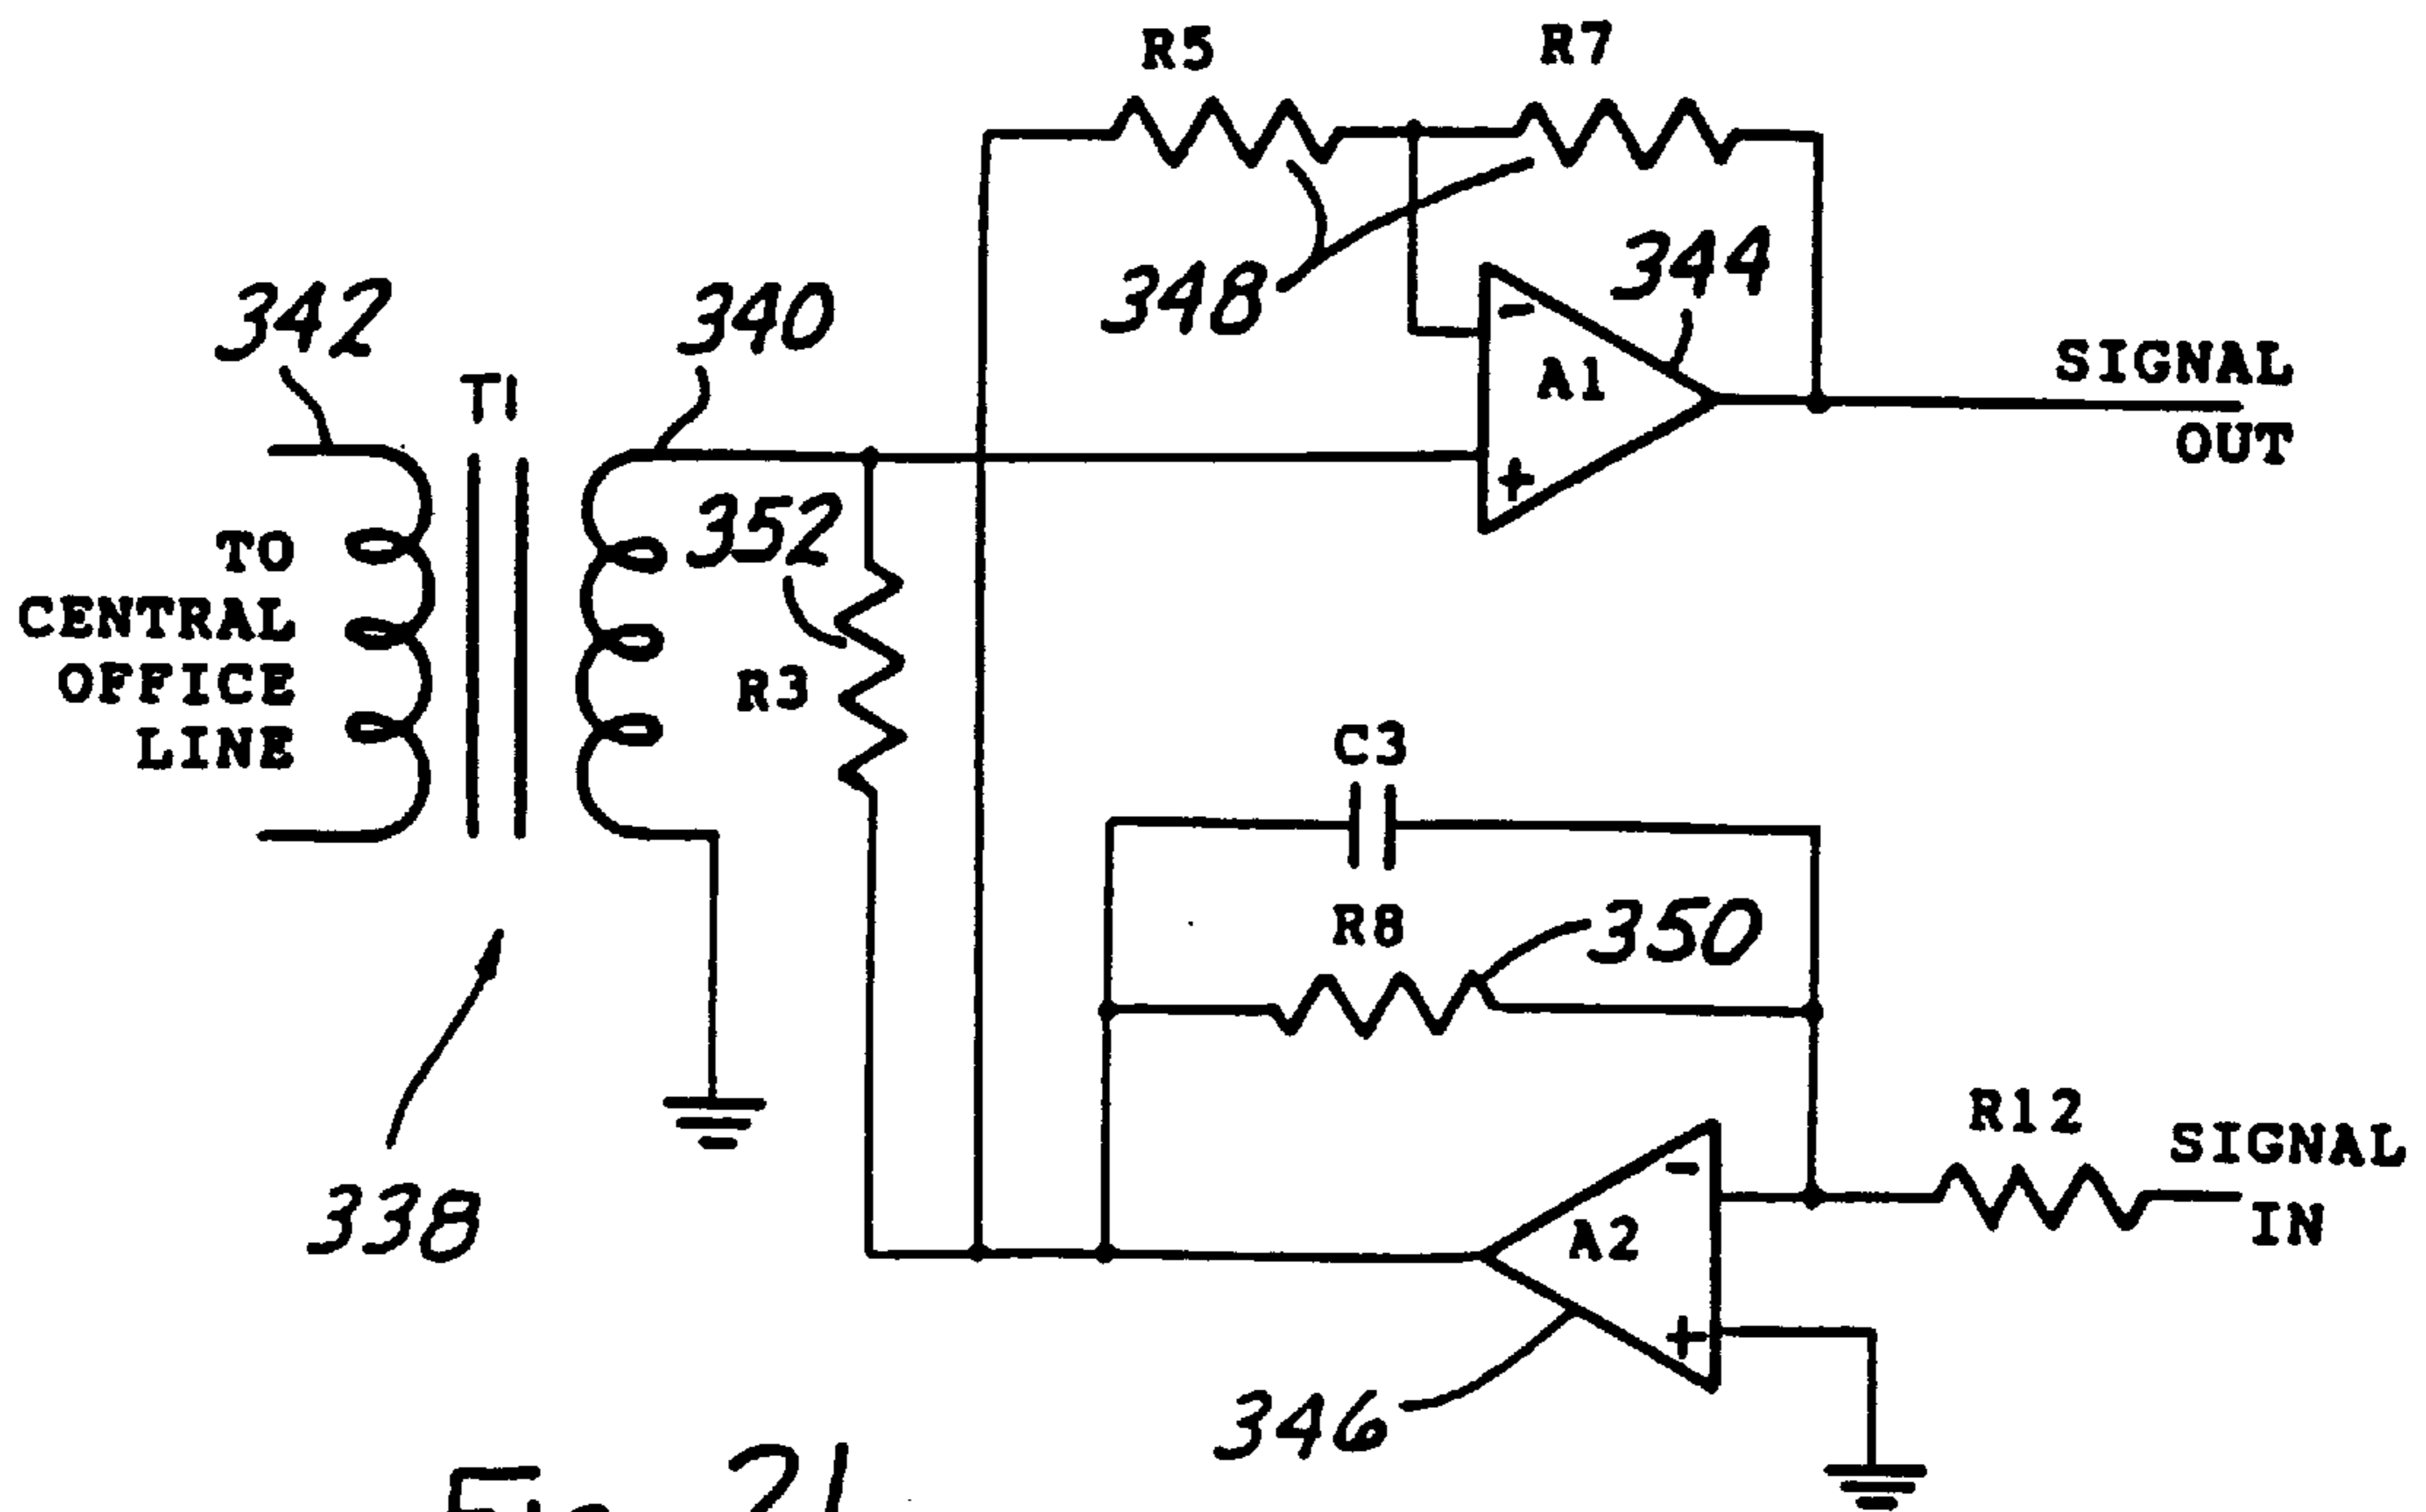 R5
R7
348
344
342
T1
340
A1
-
+
SIGNAL
OUT
352
TO
CENTRAL
OFFICE
LINE
R3
C3
R8
350
338
R12
SIGNAL
IN
A2
-
+
346
Fig. 21